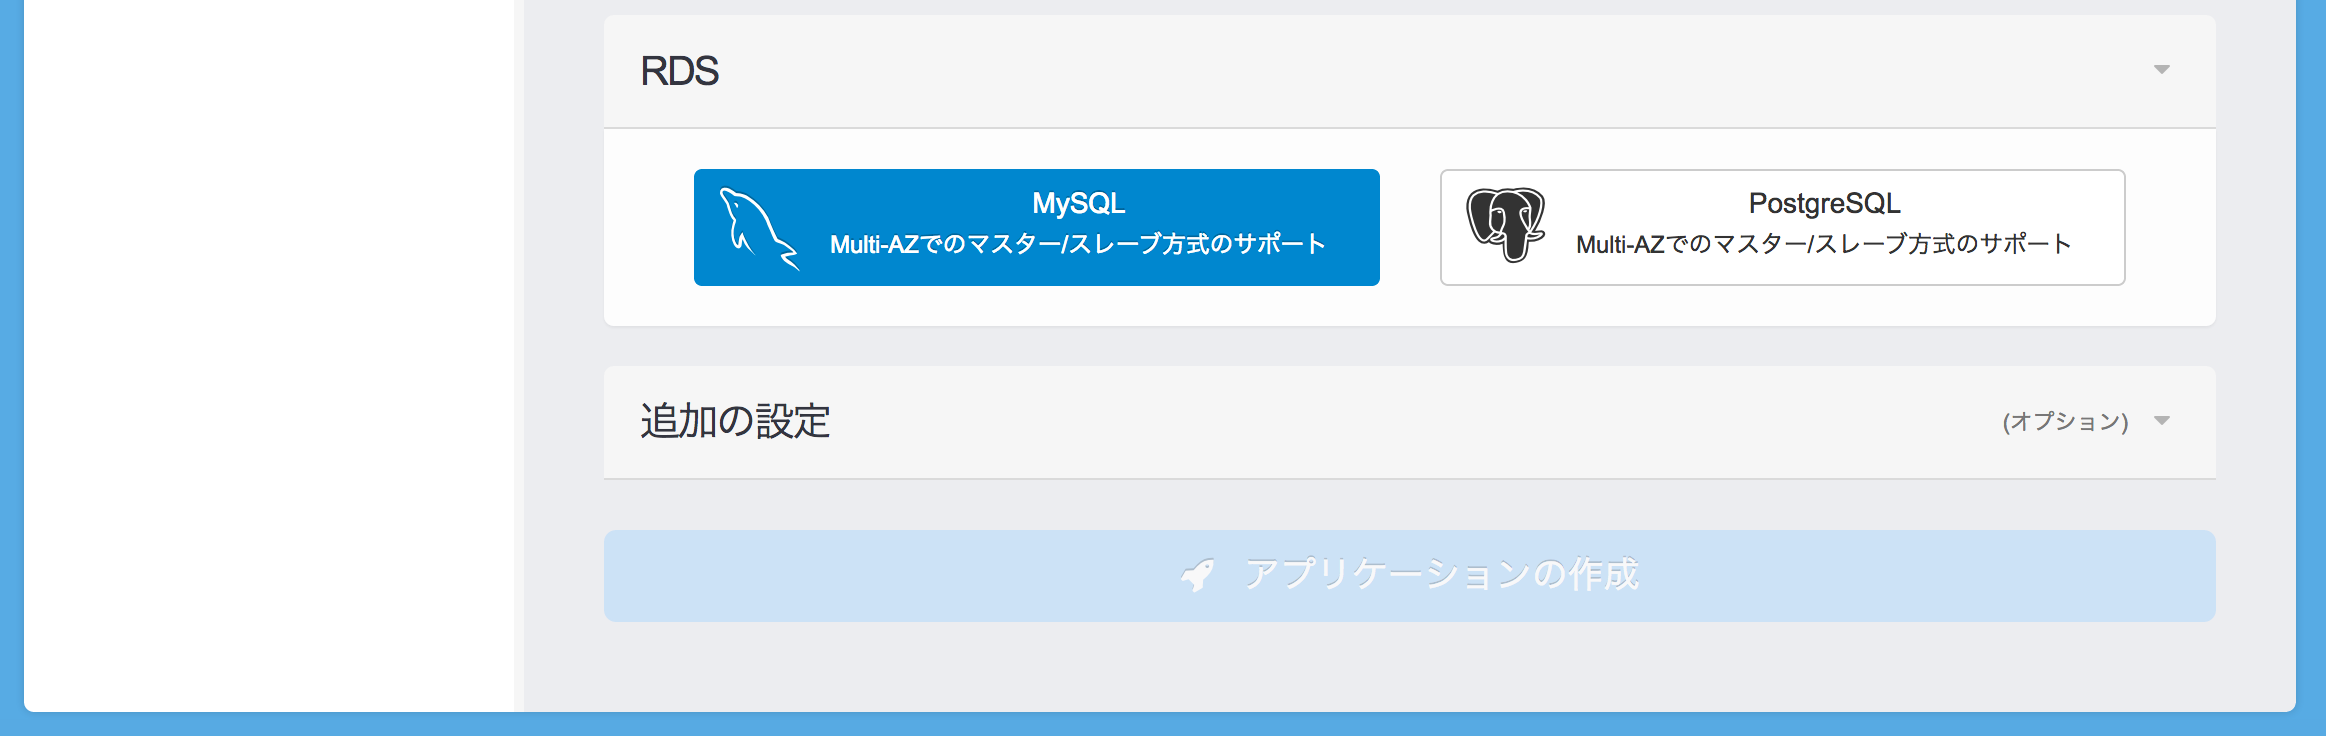 RDS
MySQL
Multi-AZでのマスター/スレーブ方式のサポート
PostgreSQL
Multi-AZでのマスター/スレーブ方式のサポート
追加の設定
(オプション)
アプリケーションの作成